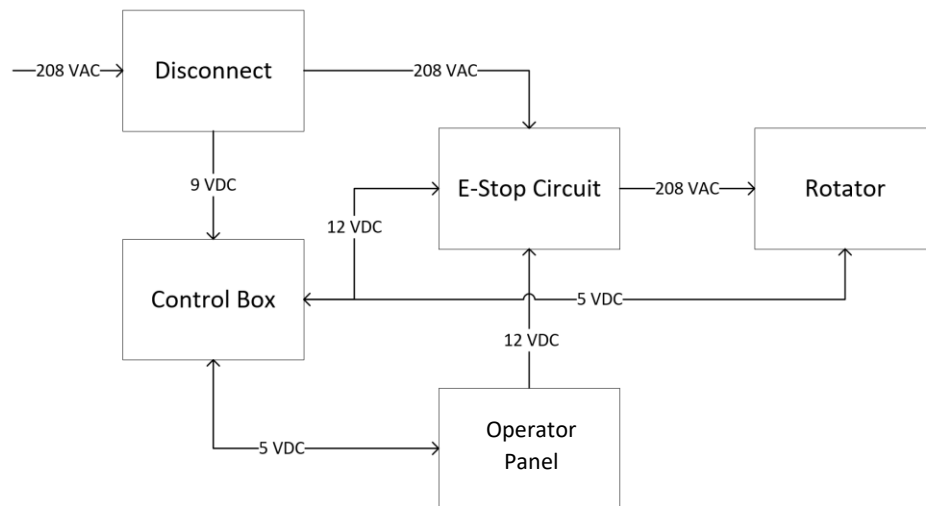 208 VAC
Disconnect
208 VAC
9 VDC
E-Stop Circuit
208 VAC
Rotator
12 VDC
Control Box
5 VDC
12 VDC
5 VDC
Operator
Panel